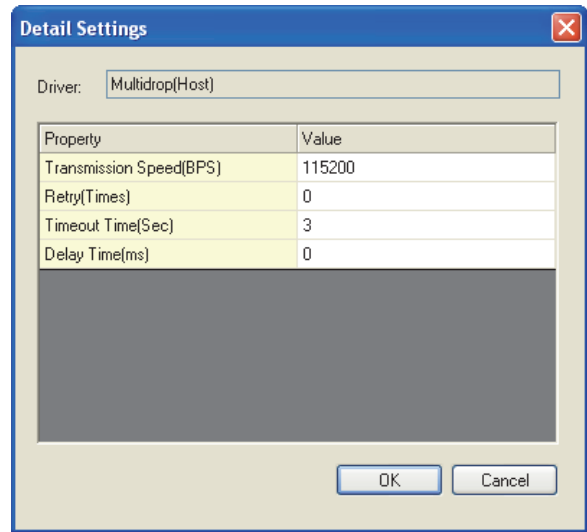 Detail Settings
Driver: Multidrop(Host)
Property Value
Transmission Speed(BPS) 115200
Retry(Times) 0
Timeout Time(Sec) 3
Delay Time(ms) 0
OK Cancel